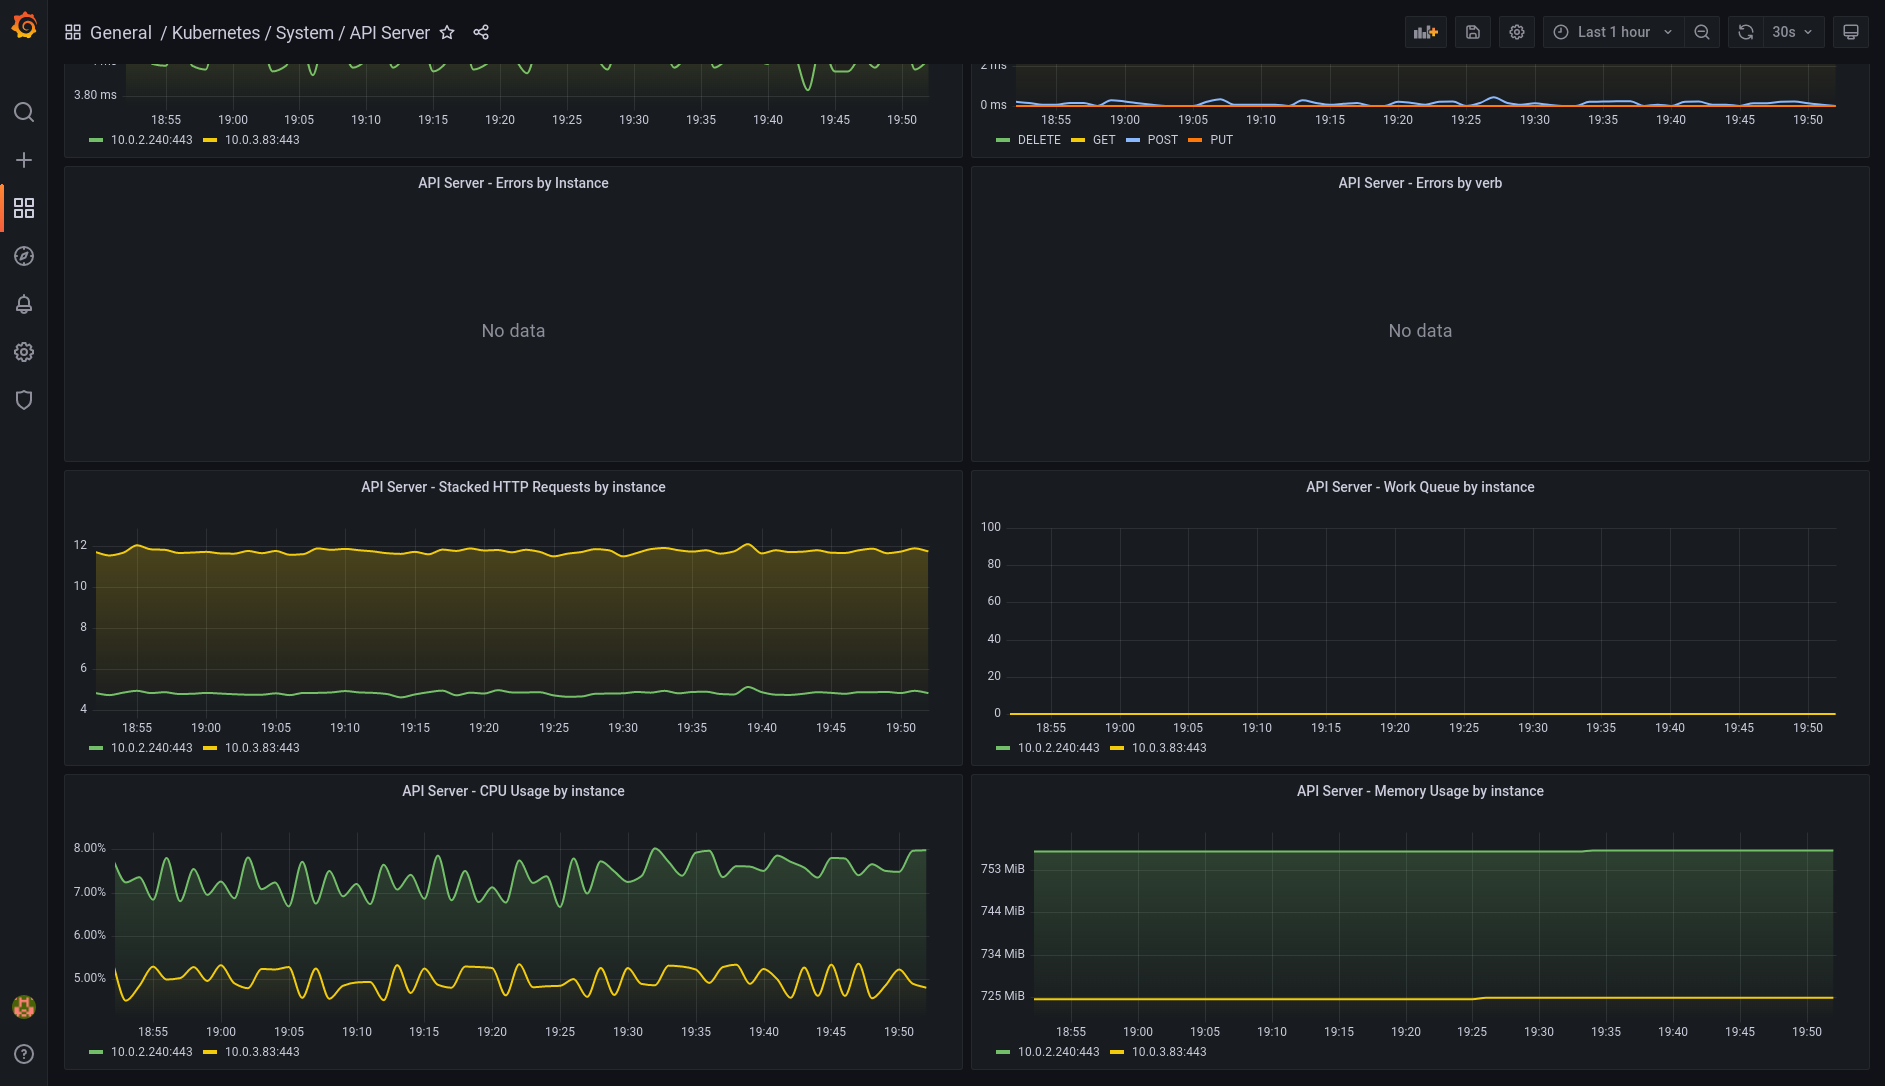 General / Kubernetes / System / API Server
Last 1 hour
30s
3.80 ms
18:55 19:00 19:05 19:10 19:15 19:20 19:25 19:30 19:35 19:40 19:45 19:50
10.0.2.240:443 10.0.3.83:443
2 ms
0 ms
18:55 19:00 19:05 19:10 19:15 19:20 19:25 19:30 19:35 19:40 19:45 19:50
DELETE GET POST PUT
API Server - Errors by Instance
No data
API Server - Errors by verb
No data
API Server - Stacked HTTP Requests by instance
12
10
8
6
4
18:55 19:00 19:05 19:10 19:15 19:20 19:25 19:30 19:35 19:40 19:45 19:50
10.0.2.240:443 10.0.3.83:443
API Server - Work Queue by instance
100
80
60
40
20
0
18:55 19:00 19:05 19:10 19:15 19:20 19:25 19:30 19:35 19:40 19:45 19:50
10.0.2.240:443 10.0.3.83:443
API Server - CPU Usage by instance
8.00%
7.00%
6.00%
5.00%
18:55 19:00 19:05 19:10 19:15 19:20 19:25 19:30 19:35 19:40 19:45 19:50
10.0.2.240:443 10.0.3.83:443
API Server - Memory Usage by instance
753 MiB
744 MiB
734 MiB
725 MiB
18:55 19:00 19:05 19:10 19:15 19:20 19:25 19:30 19:35 19:40 19:45 19:50
10.0.2.240:443 10.0.3.83:443